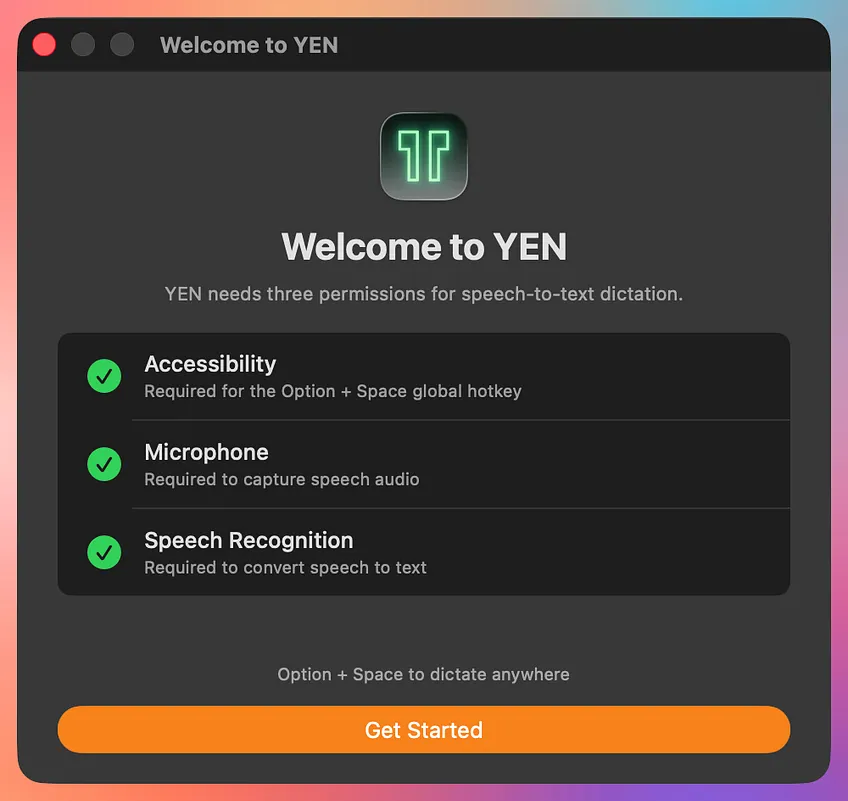 Welcome to YEN
Welcome to YEN
YEN needs three permissions for speech-to-text dictation.
Accessibility
Required for the Option + Space global hotkey
Microphone
Required to capture speech audio
Speech Recognition
Required to convert speech to text
Option + Space to dictate anywhere
Get Started